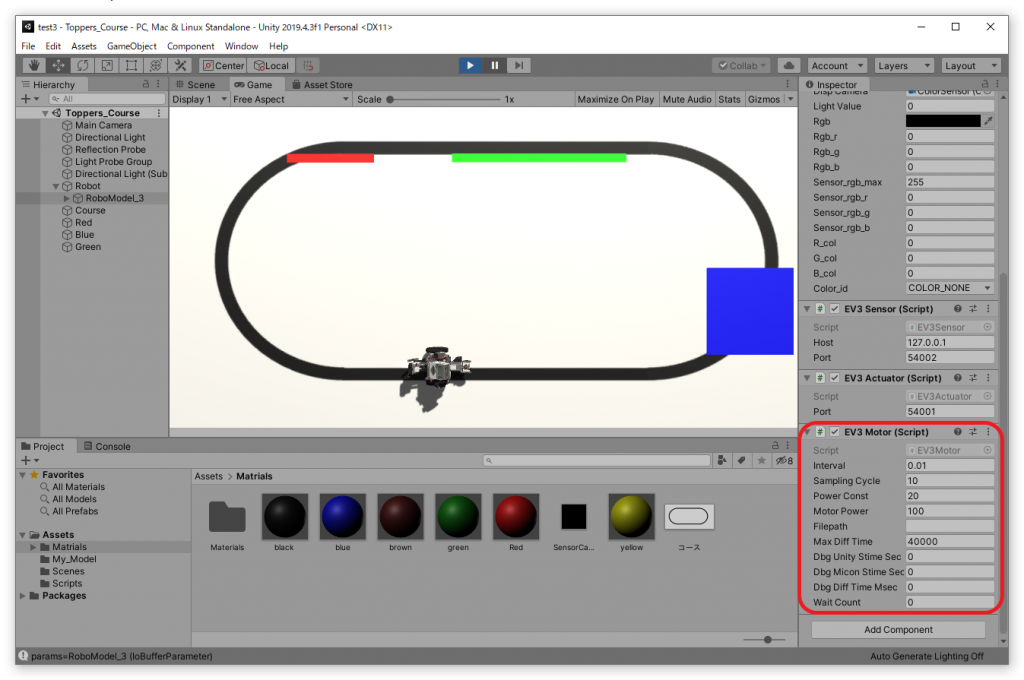 test3 - Toppers_Course - PC, Mac & Linux Standalone - Unity 2019.4.3f1 Personal <DX11>
File Edit Assets GameObject Component Window Help
Center Local Collab Account Layers Layout
Hierarchy
All
Toppers_Course
Main Camera
Directional Light
Reflection Probe
Light Probe Group
Directional Light (Sub
Robot
RoboModel_3
Course
Red
Blue
Green
Scene Game Asset Store
Display 1 Free Aspect Scale 1x Maximize On Play Mute Audio Stats Gizmos
Inspector
Light Value 0
Rgb
Rgb_r 0
Rgb_g 0
Rgb_b 0
Sensor_rgb_max 255
Sensor_rgb_r 0
Sensor_rgb_g 0
Sensor_rgb_b 0
R_col 0
G_col 0
B_col 0
Color_id COLOR_NONE
# EV3 Sensor (Script)
Script EV3Sensor
Host 127.0.0.1
Port 54002
# EV3 Actuator (Script)
Script EV3Actuator
Port 54001
# EV3 Motor (Script)
Script EV3Motor
Interval 0.01
Sampling Cycle 10
Power Const 20
Motor Power 100
Filepath
Max Diff Time 40000
Dbg Unity Stime Sec 0
Dbg Micon Stime Sec 0
Dbg Diff Time Msec 0
Wait Count 0
Add Component
Project Console
8
Favorites
All Materials
All Models
All Prefabs
Assets
Matrials
My_Model
Scenes
Scripts
Packages
Assets > Matrials
Materials black blue brown green Red SensorCa... yellow コース
params=RoboModel_3 (IoBufferParameter)
Auto Generate Lighting Off